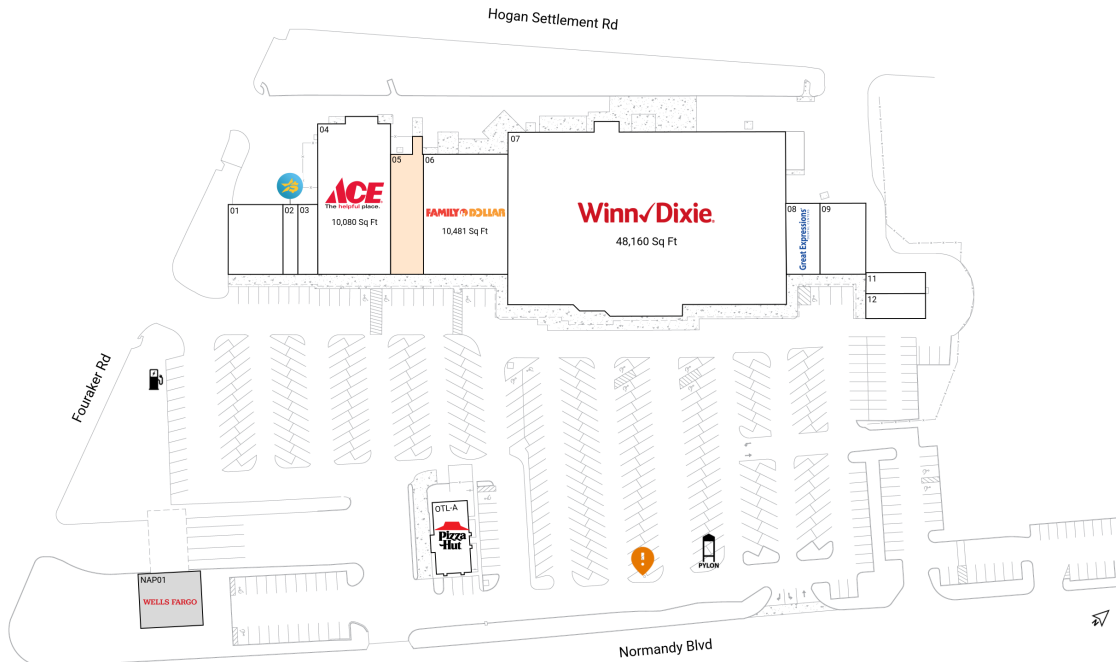 Hogan Settlement Rd
04
ACE
The helpful place.
10,080 Sq Ft
05
06
FAMILY DOLLAR
10,481 Sq Ft
07
Winn Dixie
48,160 Sq Ft
01
02
03
08
Great Expressions
09
11
12
Fouraker Rd
OTL-A
Pizza
Hut
PYLON
NAP01
WELLS FARGO
Normandy Blvd